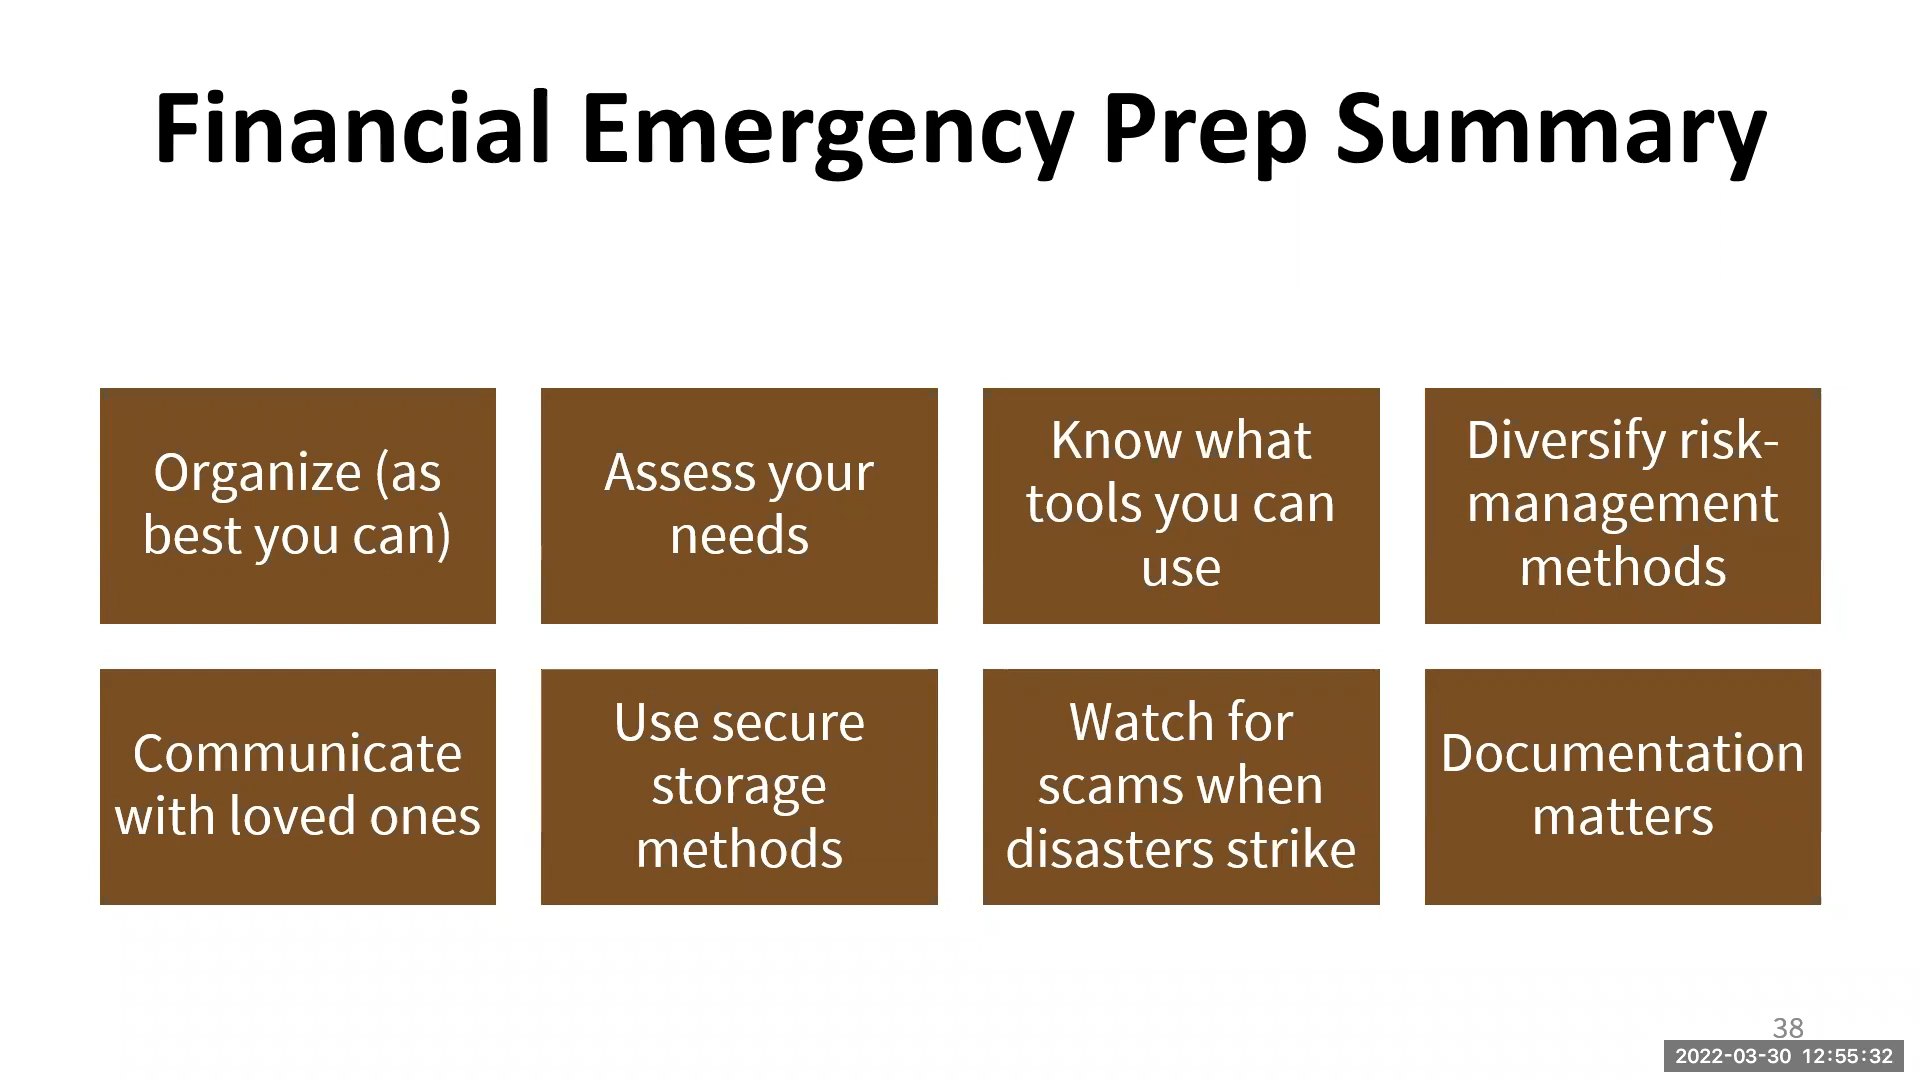 Financial Emergency Prep Summary
Organize (as
best you can)
Assess your
needs
Know what
tools you can
use
Diversify risk-
management
methods
Communicate
with loved ones
Use secure
storage
methods
Watch for
scams when
disasters strike
Documentation
matters
38
2022-03-30 12:55:32